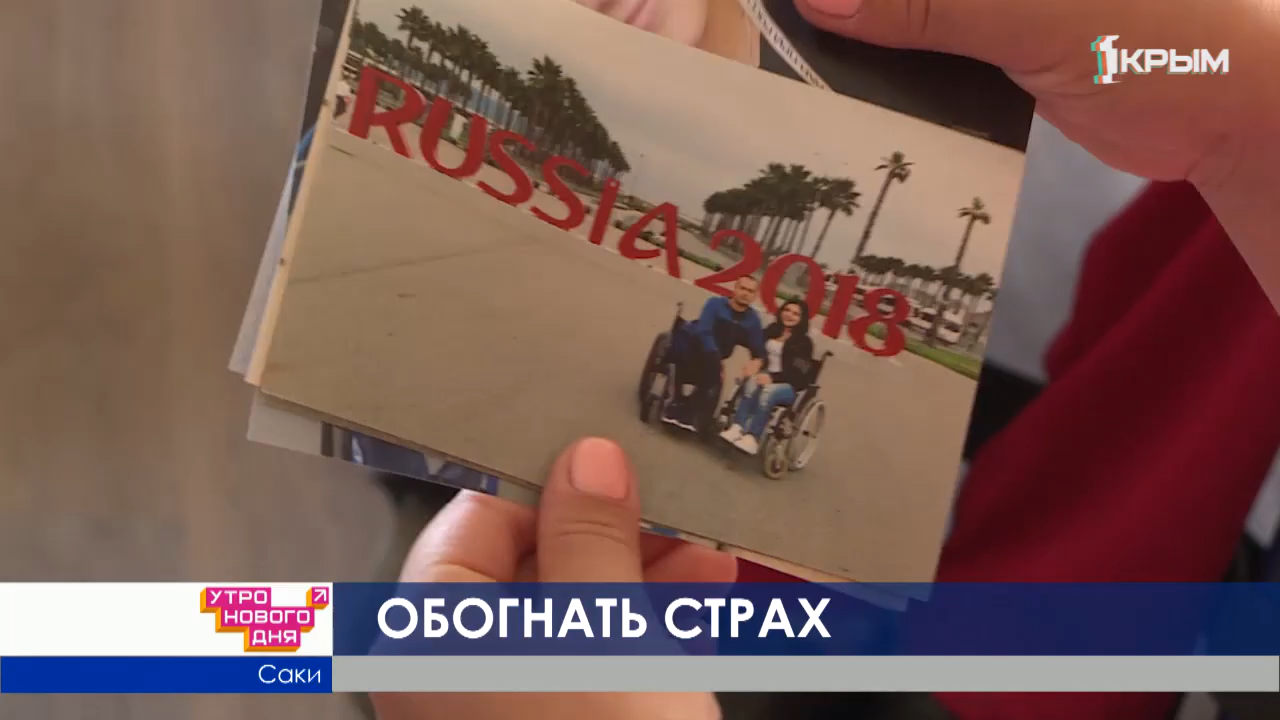 1КРЫМ
RUSSIA 2018
УТРО
НОВОГО
ДНЯ
ОБОГНАТЬ СТРАХ
Саки